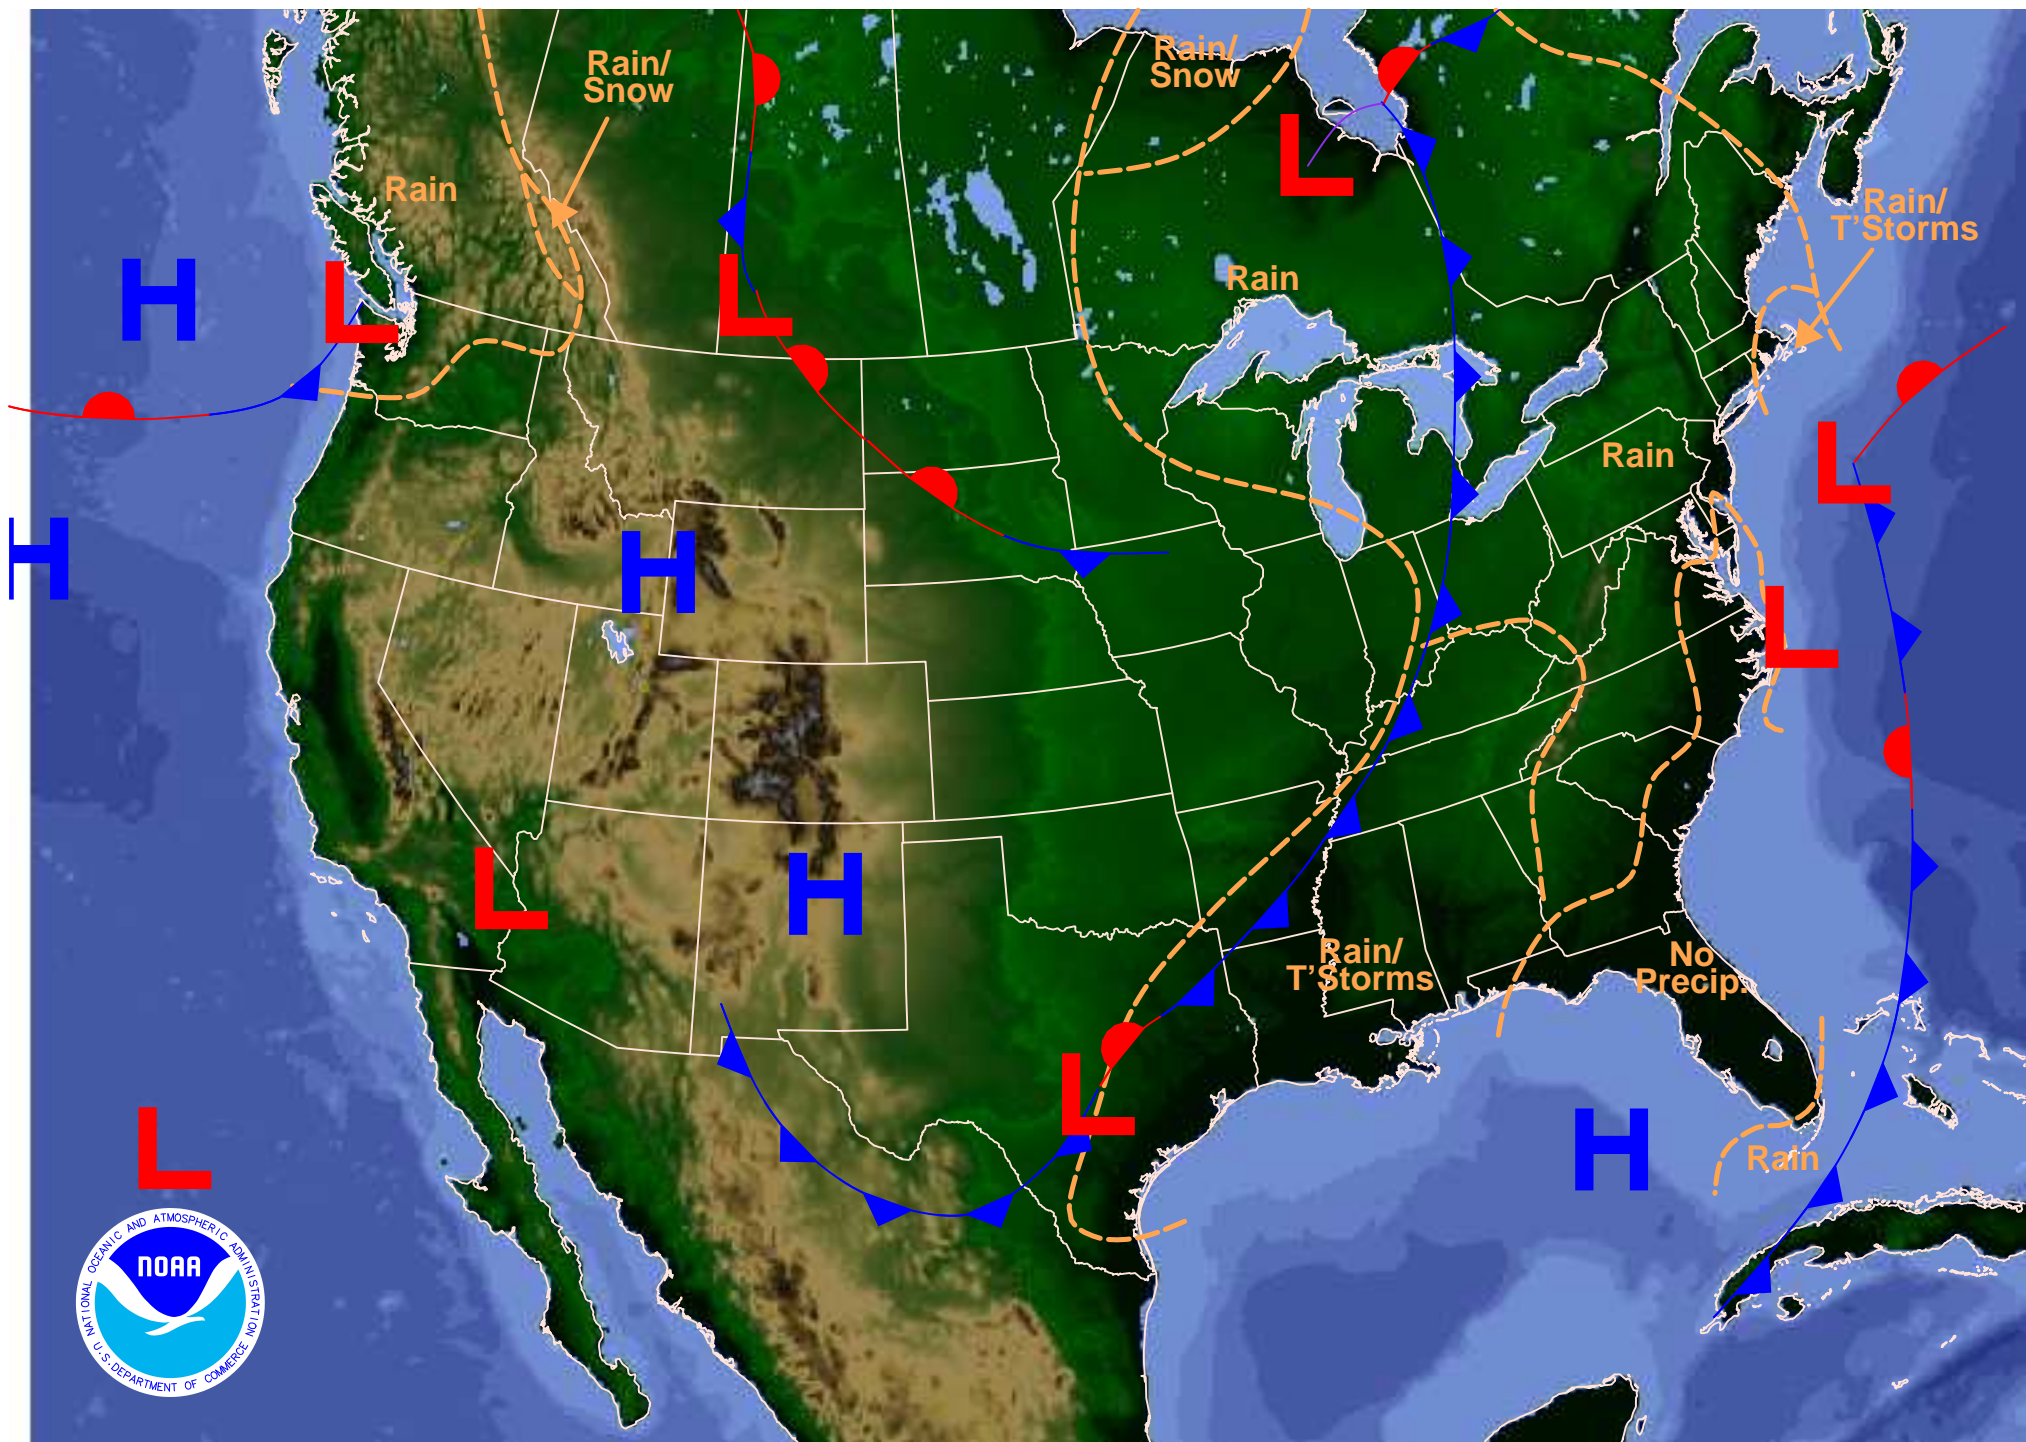 Rain/
Snow
Rain/
Snow
Rain
Rain/
T'Storms
H
L
L
L
Rain
L
Rain
H
H
L
L
H
L
Rain/
T'Storms
No
Precip.
L
H
Rain
L
NATIONAL OCEANIC AND ATMOSPHERIC ADMINISTRATION
NOAA
U.S. DEPARTMENT OF COMMERCE